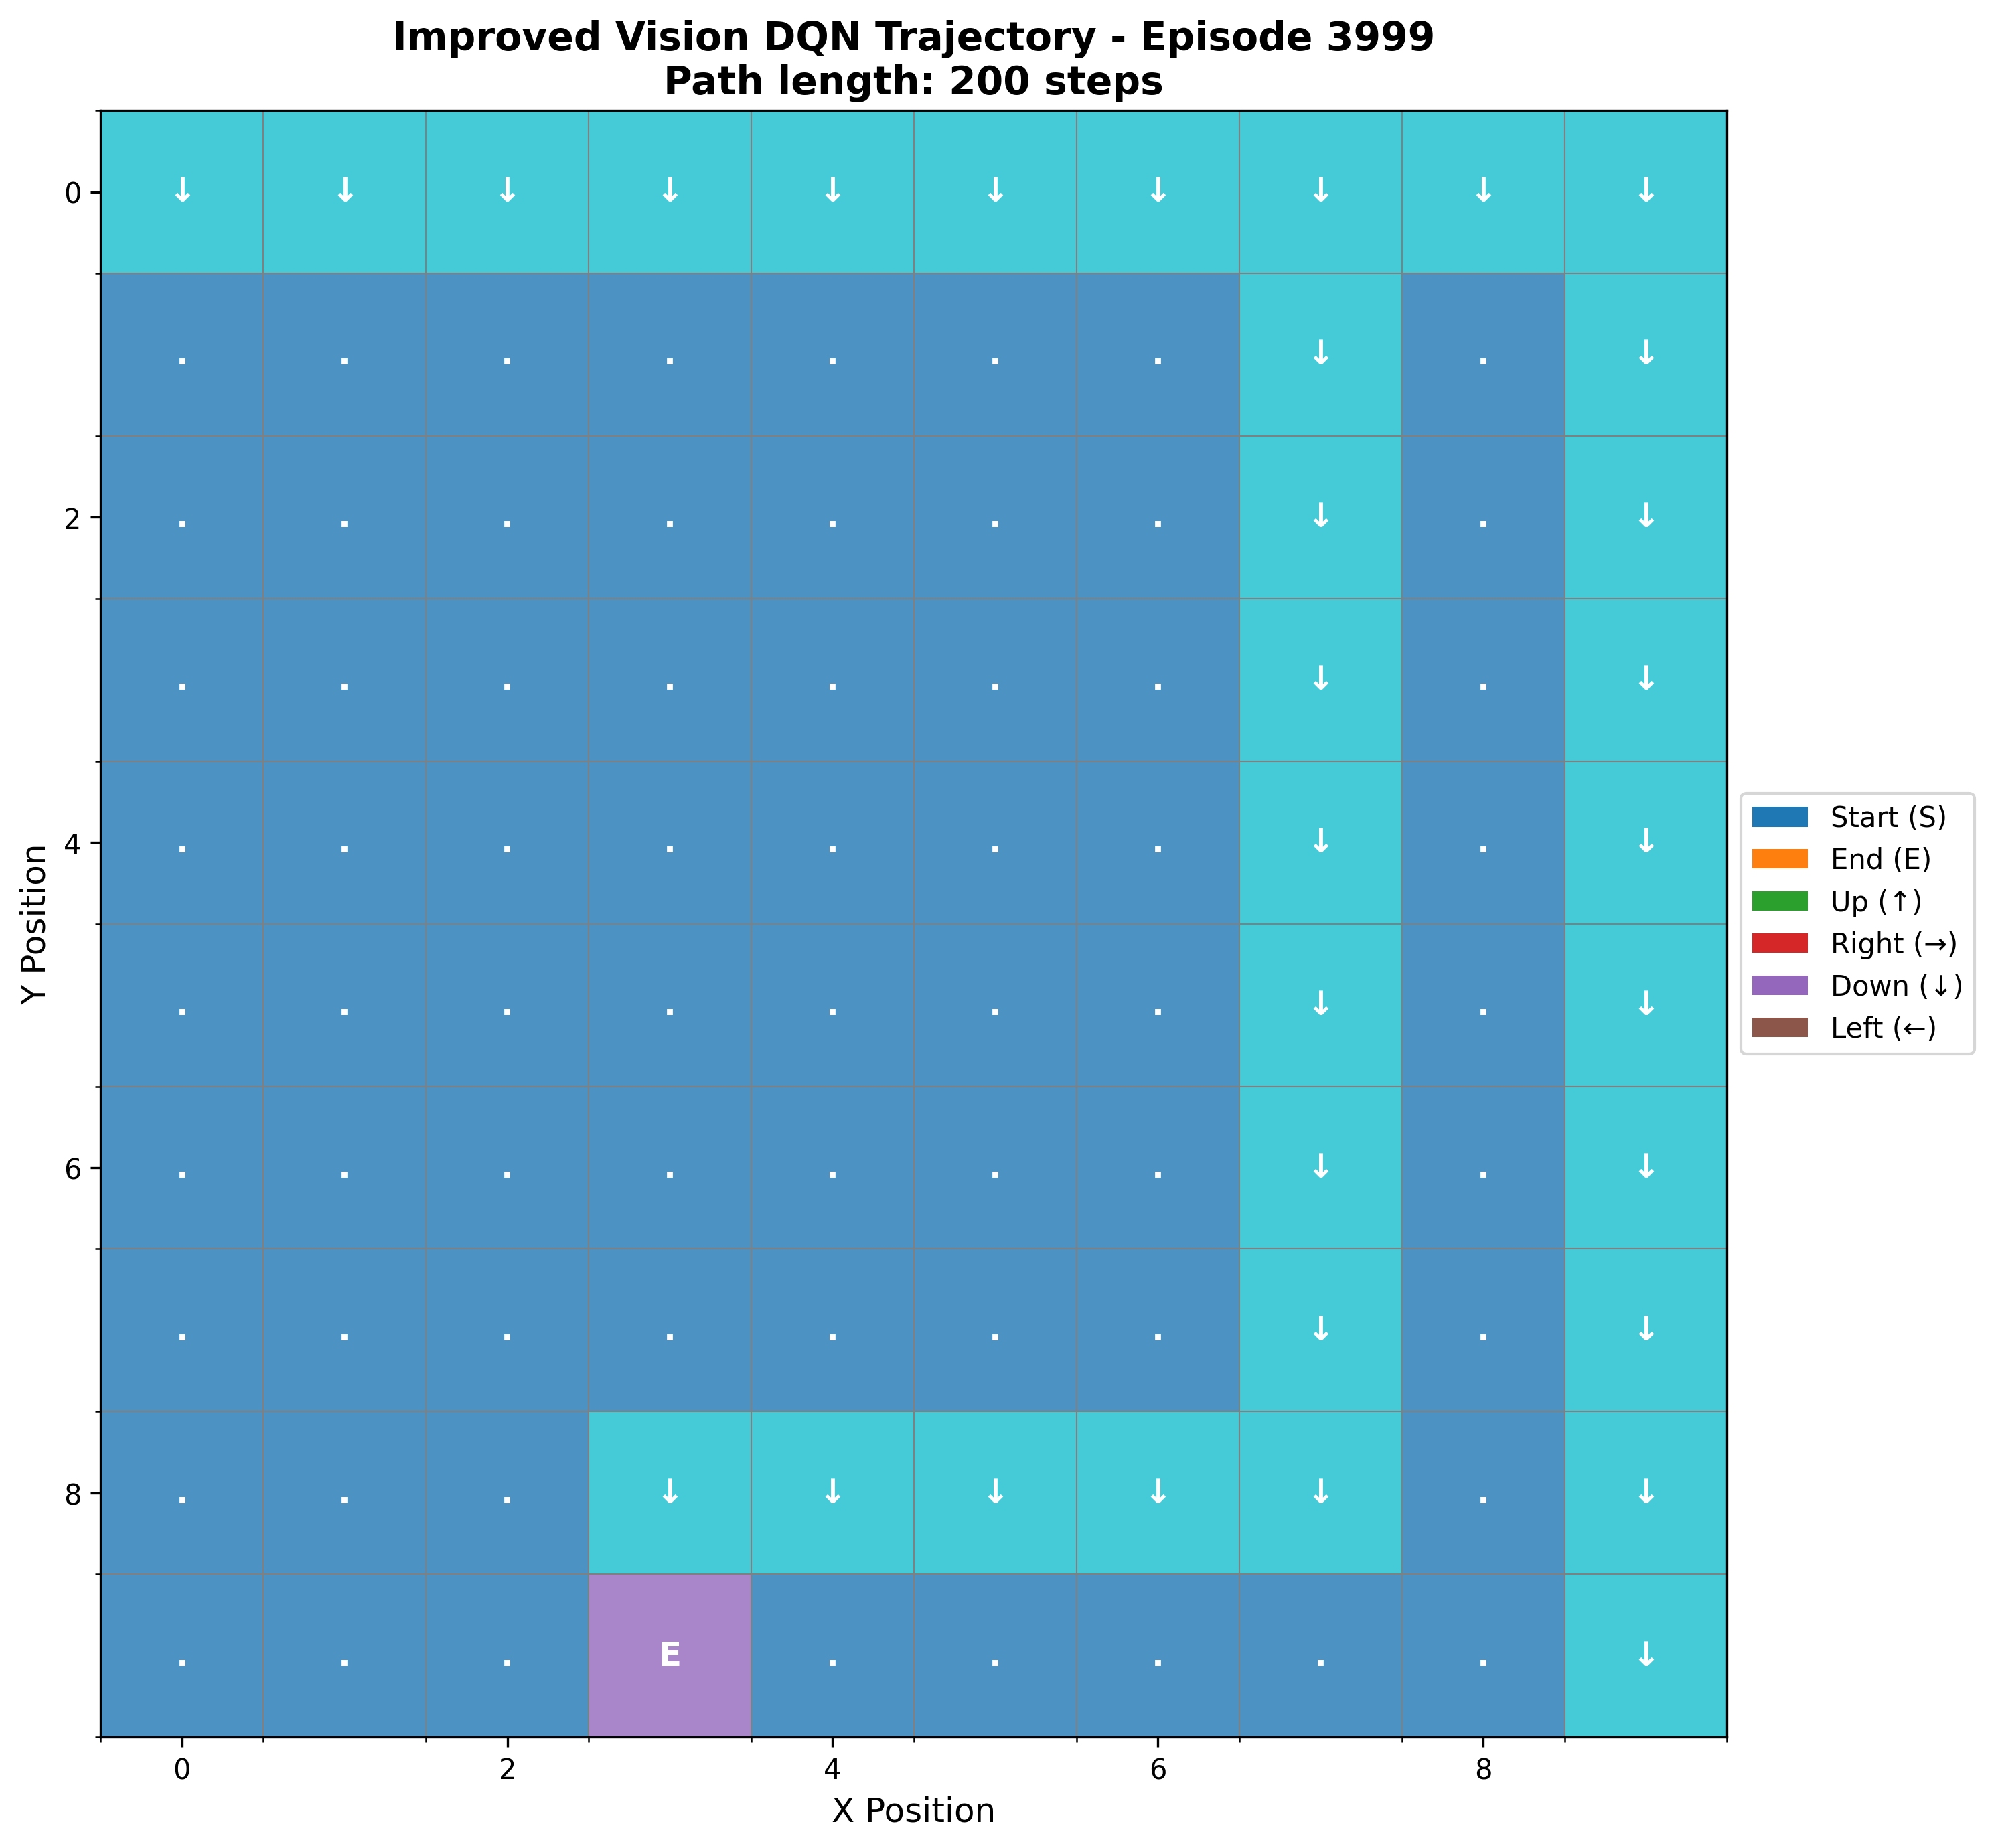 Improved Vision DQN Trajectory - Episode 3999
Path length: 200 steps
0 ↓ ↓ ↓ ↓ ↓ ↓ ↓ ↓ ↓ ↓
. . . . . . . ↓ . ↓
2 . . . . . . . ↓ . ↓
. . . . . . . ↓ . ↓
4 . . . . . . . ↓ . ↓
. . . . . . . ↓ . ↓
6 . . . . . . . ↓ . ↓
. . . . . . . ↓ . ↓
8 . . . ↓ ↓ ↓ ↓ ↓ . ↓
. . . E . . . . . ↓
0 2 4 6 8
X Position
Y Position
Start (S)
End (E)
Up (↑)
Right (→)
Down (↓)
Left (←)